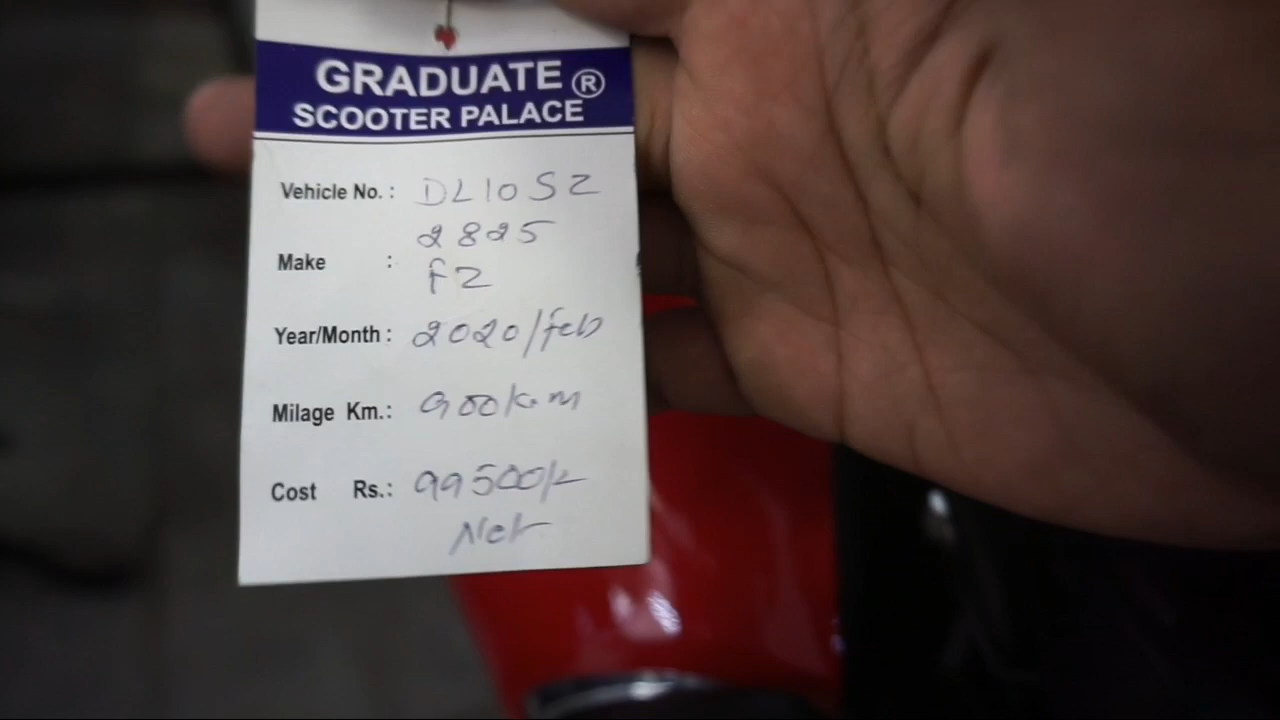 GRADUATE ®
SCOOTER PALACE
Vehicle No. : DL10SZ
2825
Make : FZ
Year/Month : 2020/feb
Milage Km.: 900km
Cost Rs.: 99500/-
Net